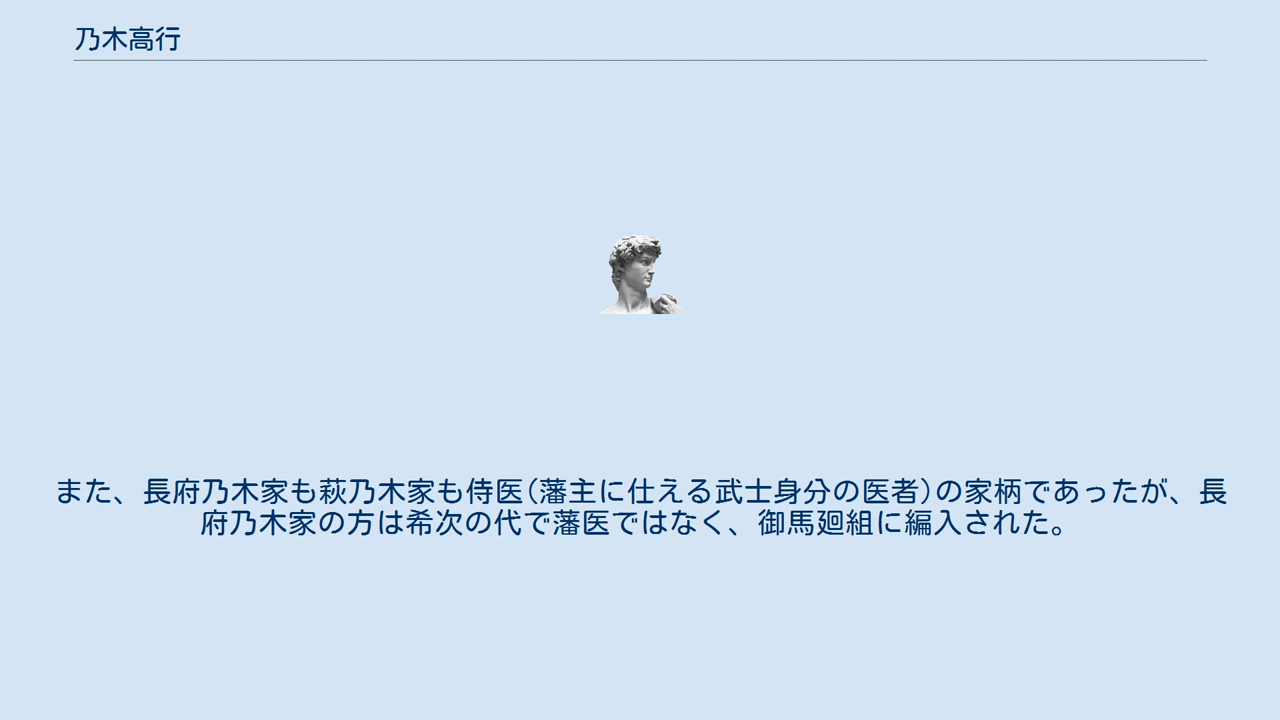 乃木高行
また、長府乃木家も萩乃木家も侍医(藩主に仕える武士身分の医者)の家柄であったが、長
府乃木家の方は希次の代で藩医ではなく、御馬廻組に編入された。